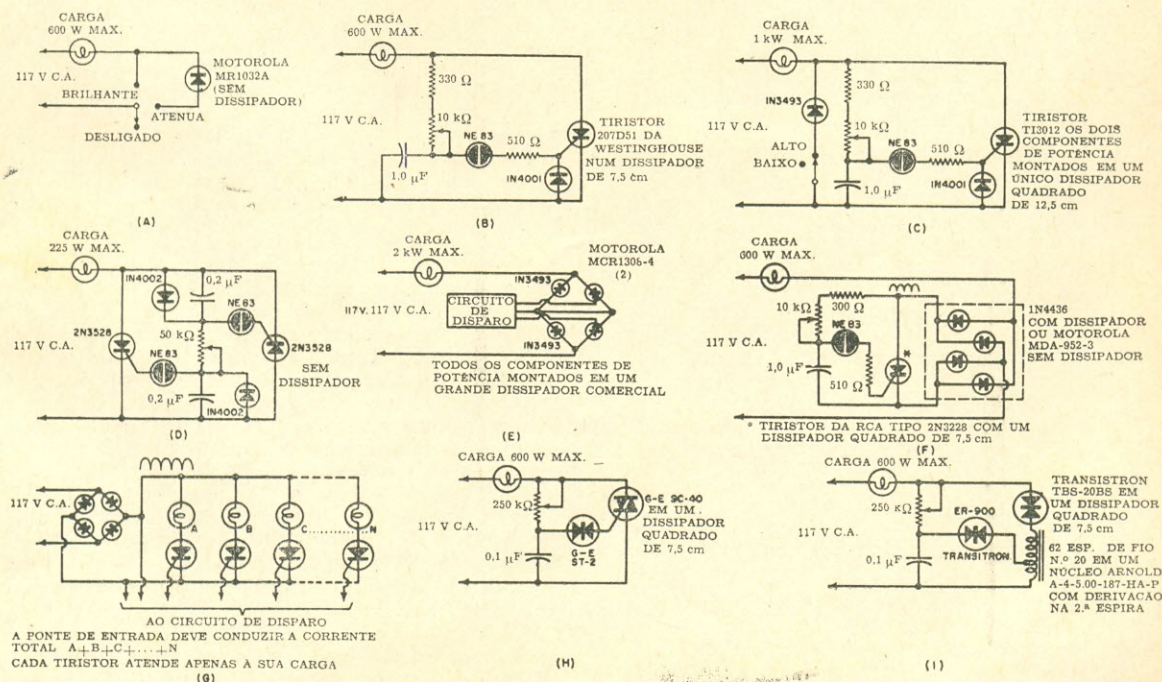 CARGA
600 W MAX.
117 V C.A.
BRILHANTE
ATENUA
DESLIGADO
MOTOROLA
MR1032A
(SEM
DISSIPADOR)
(A)
CARGA
600 W MAX.
117 V C.A.
330 Ω
10 kΩ
NE 83
510 Ω
1,0 µF
1N4001
TIRISTOR
207D51 DA
WESTINGHOUSE
NUM DISSIPADOR
DE 7,5 cm
(B)
CARGA
1 kW MAX.
1N3493
117 V C.A.
ALTO
BAIXO
330 Ω
10 kΩ
NE 83
510 Ω
1,0 µF
1N4001
TIRISTOR
TI3012 OS DOIS
COMPONENTES
DE POTÊNCIA
MONTADOS EM UM
ÚNICO DISSIPADOR
QUADRADO
DE 12,5 cm
(C)
CARGA
225 W MAX.
1N4002
0,2 µF
NE 83
2N3528
50 kΩ
117 V C.A.
NE 83
2N3528
SEM
DISSIPADOR
0,2 µF
1N4002
(D)
CARGA
2 kW MAX.
MOTOROLA
MCR1308-4
(2)
1N3493
117V. 117 V C.A.
CIRCUITO
DE
DISPARO
1N3493
TODOS OS COMPONENTES DE
POTÊNCIA MONTADOS EM UM
GRANDE DISSIPADOR COMERCIAL
(E)
CARGA
600 W MAX.
10 kΩ
300 Ω
NE 83
117 V C.A.
1,0 µF
510 Ω
*
1N4436
COM DISSIPADOR
OU MOTOROLA
MDA-952-3
SEM DISSIPADOR
* TIRISTOR DA RCA TIPO 2N3228 COM UM
DISSIPADOR QUADRADO DE 7,5 cm
(F)
117 V C.A.
A
B
C..........N
AO CIRCUITO DE DISPARO
A PONTE DE ENTRADA DEVE CONDUZIR A CORRENTE
TOTAL A+B+C+...+N
CADA TIRISTOR ATENDE APENAS À SUA CARGA
(G)
CARGA 600 W MAX.
250 kΩ
117 V C.A.
0,1 µF
G-E
ST-2
G-E SC-40
EM UM
DISSIPADOR
QUADRADO
DE 7,5 cm
(H)
CARGA 600 W MAX.
250 kΩ
ER-900
117 V C.A.
0,1 µF
TRANSITRON
TRANSISTRON
TBS-20BS EM
UM DISSIPADOR
QUADRADO
DE 7,5 cm
62 ESP. DE FIO
N.º 20 EM UM
NÚCLEO ARNOLD
A-4-5.00-187-HA-P
COM DERIVACAO
NA 2.ª ESPIRA
(I)